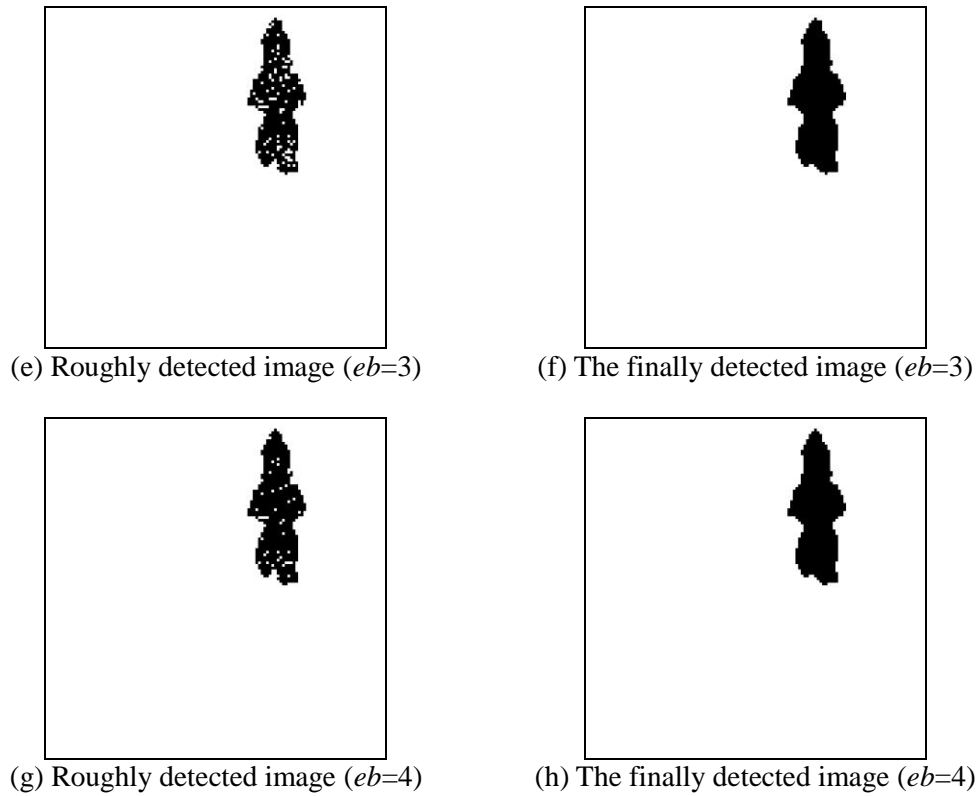 (e) Roughly detected image (eb=3)
(f) The finally detected image (eb=3)
(g) Roughly detected image (eb=4)
(h) The finally detected image (eb=4)